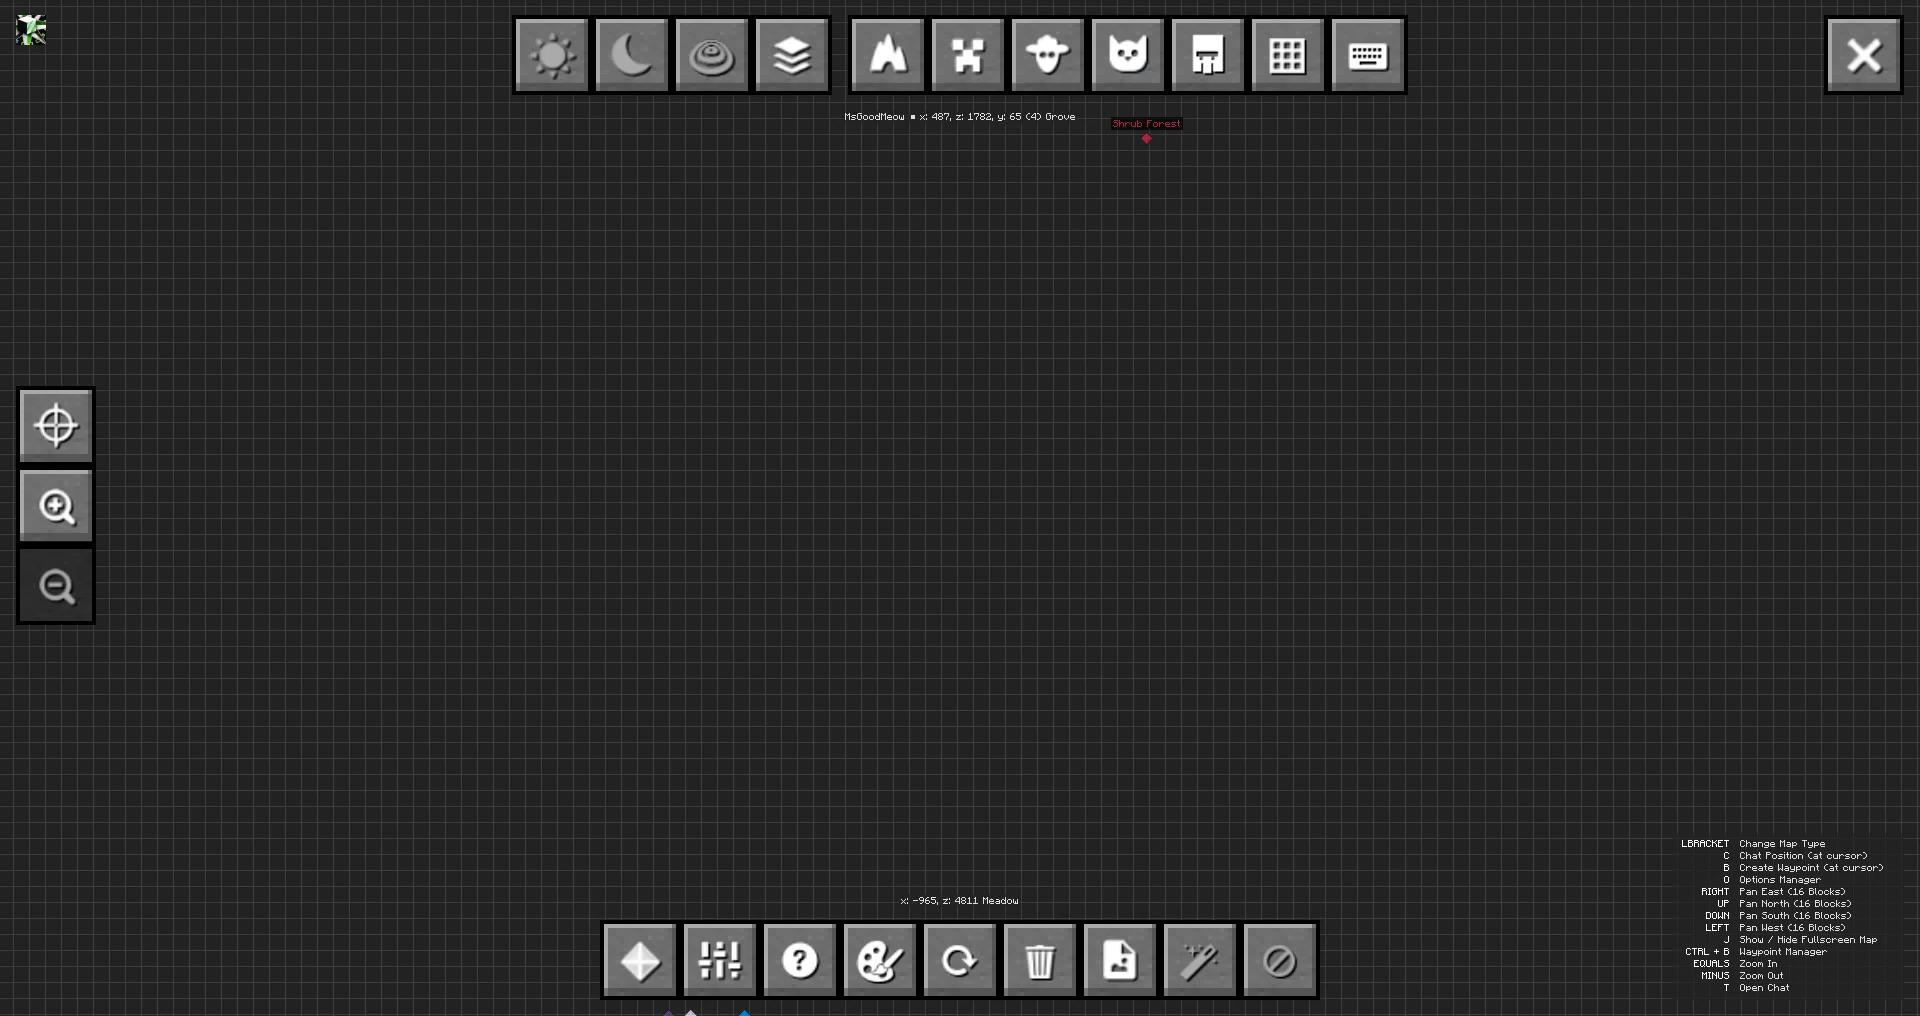 MsGoodMeow ▪ x: 487, z: 1782, y: 65 (4) Grove
Shrub Forest
x: -965, z: 4811 Meadow
LBRACKET Change Map Type
C Chat Position (at cursor)
B Create Waypoint (at cursor)
O Options Manager
RIGHT Pan East (16 Blocks)
UP Pan North (16 Blocks)
DOWN Pan South (16 Blocks)
LEFT Pan West (16 Blocks)
J Show / Hide Fullscreen Map
CTRL + B Waypoint Manager
EQUALS Zoom In
MINUS Zoom Out
T Open Chat